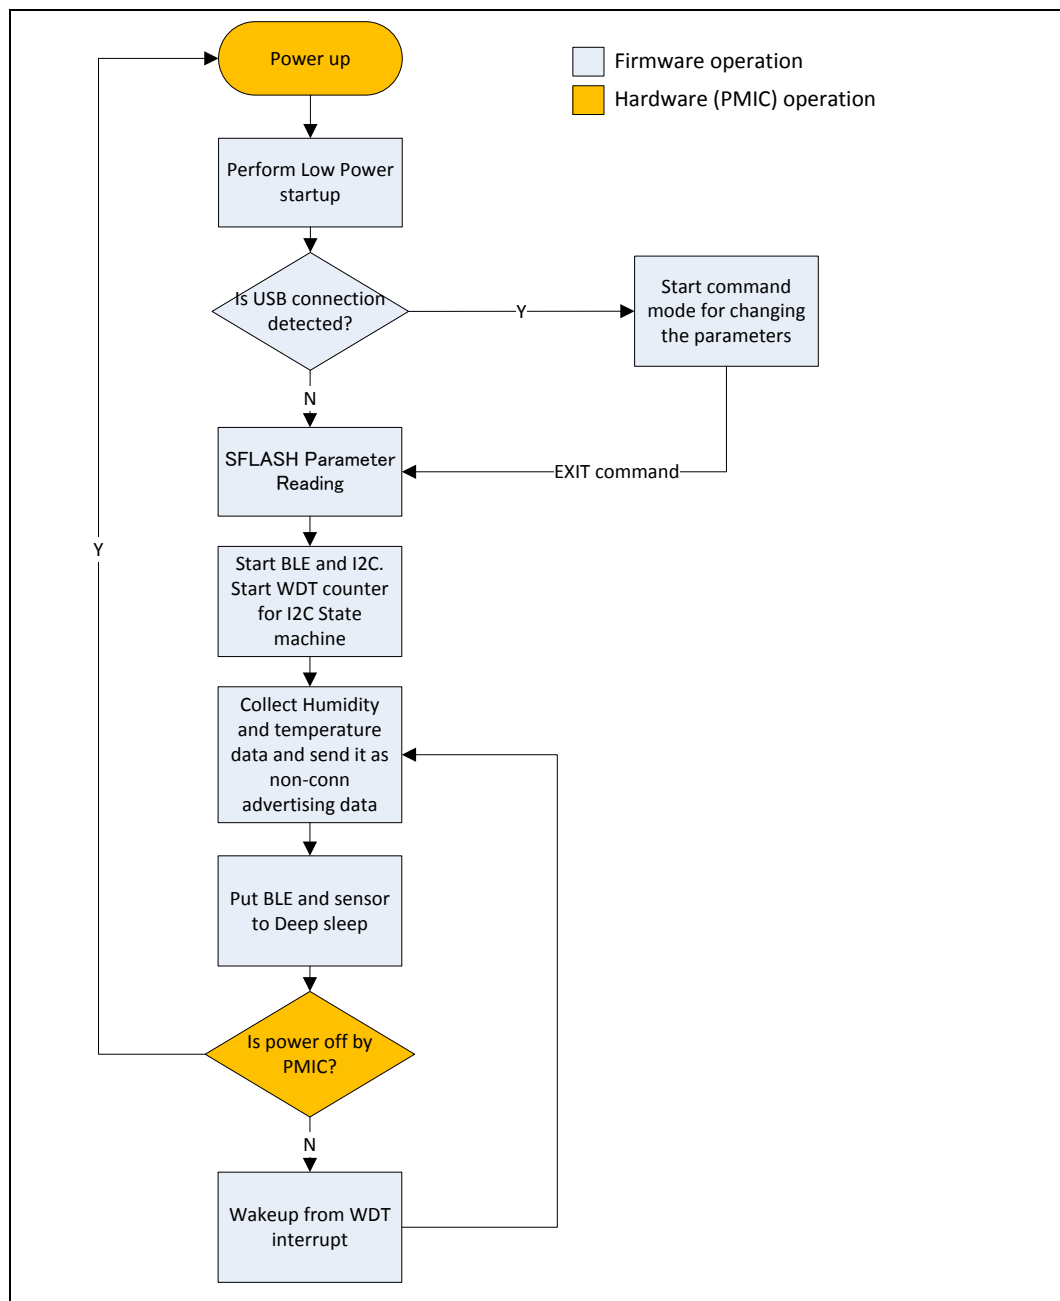 Power up
Firmware operation
Hardware (PMIC) operation
Perform Low Power
startup
Is USB connection
detected?
Y
Start command
mode for changing
the parameters
N
SFLASH Parameter
Reading
EXIT command
Y
Start BLE and I2C.
Start WDT counter
for I2C State
machine
Collect Humidity
and temperature
data and send it as
non-conn
advertising data
Put BLE and sensor
to Deep sleep
Is power off by
PMIC?
N
Wakeup from WDT
interrupt